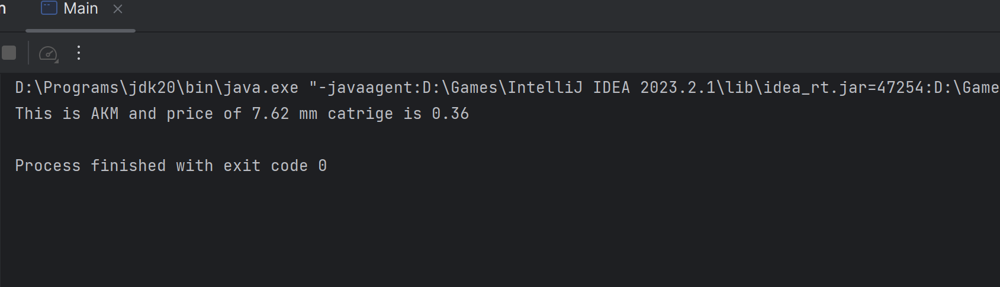 Main
D:\Programs\jdk20\bin\java.exe "-javaagent:D:\Games\IntelliJ IDEA 2023.2.1\lib\idea_rt.jar=47254:D:\Game
This is AKM and price of 7.62 mm catrige is 0.36
Process finished with exit code 0